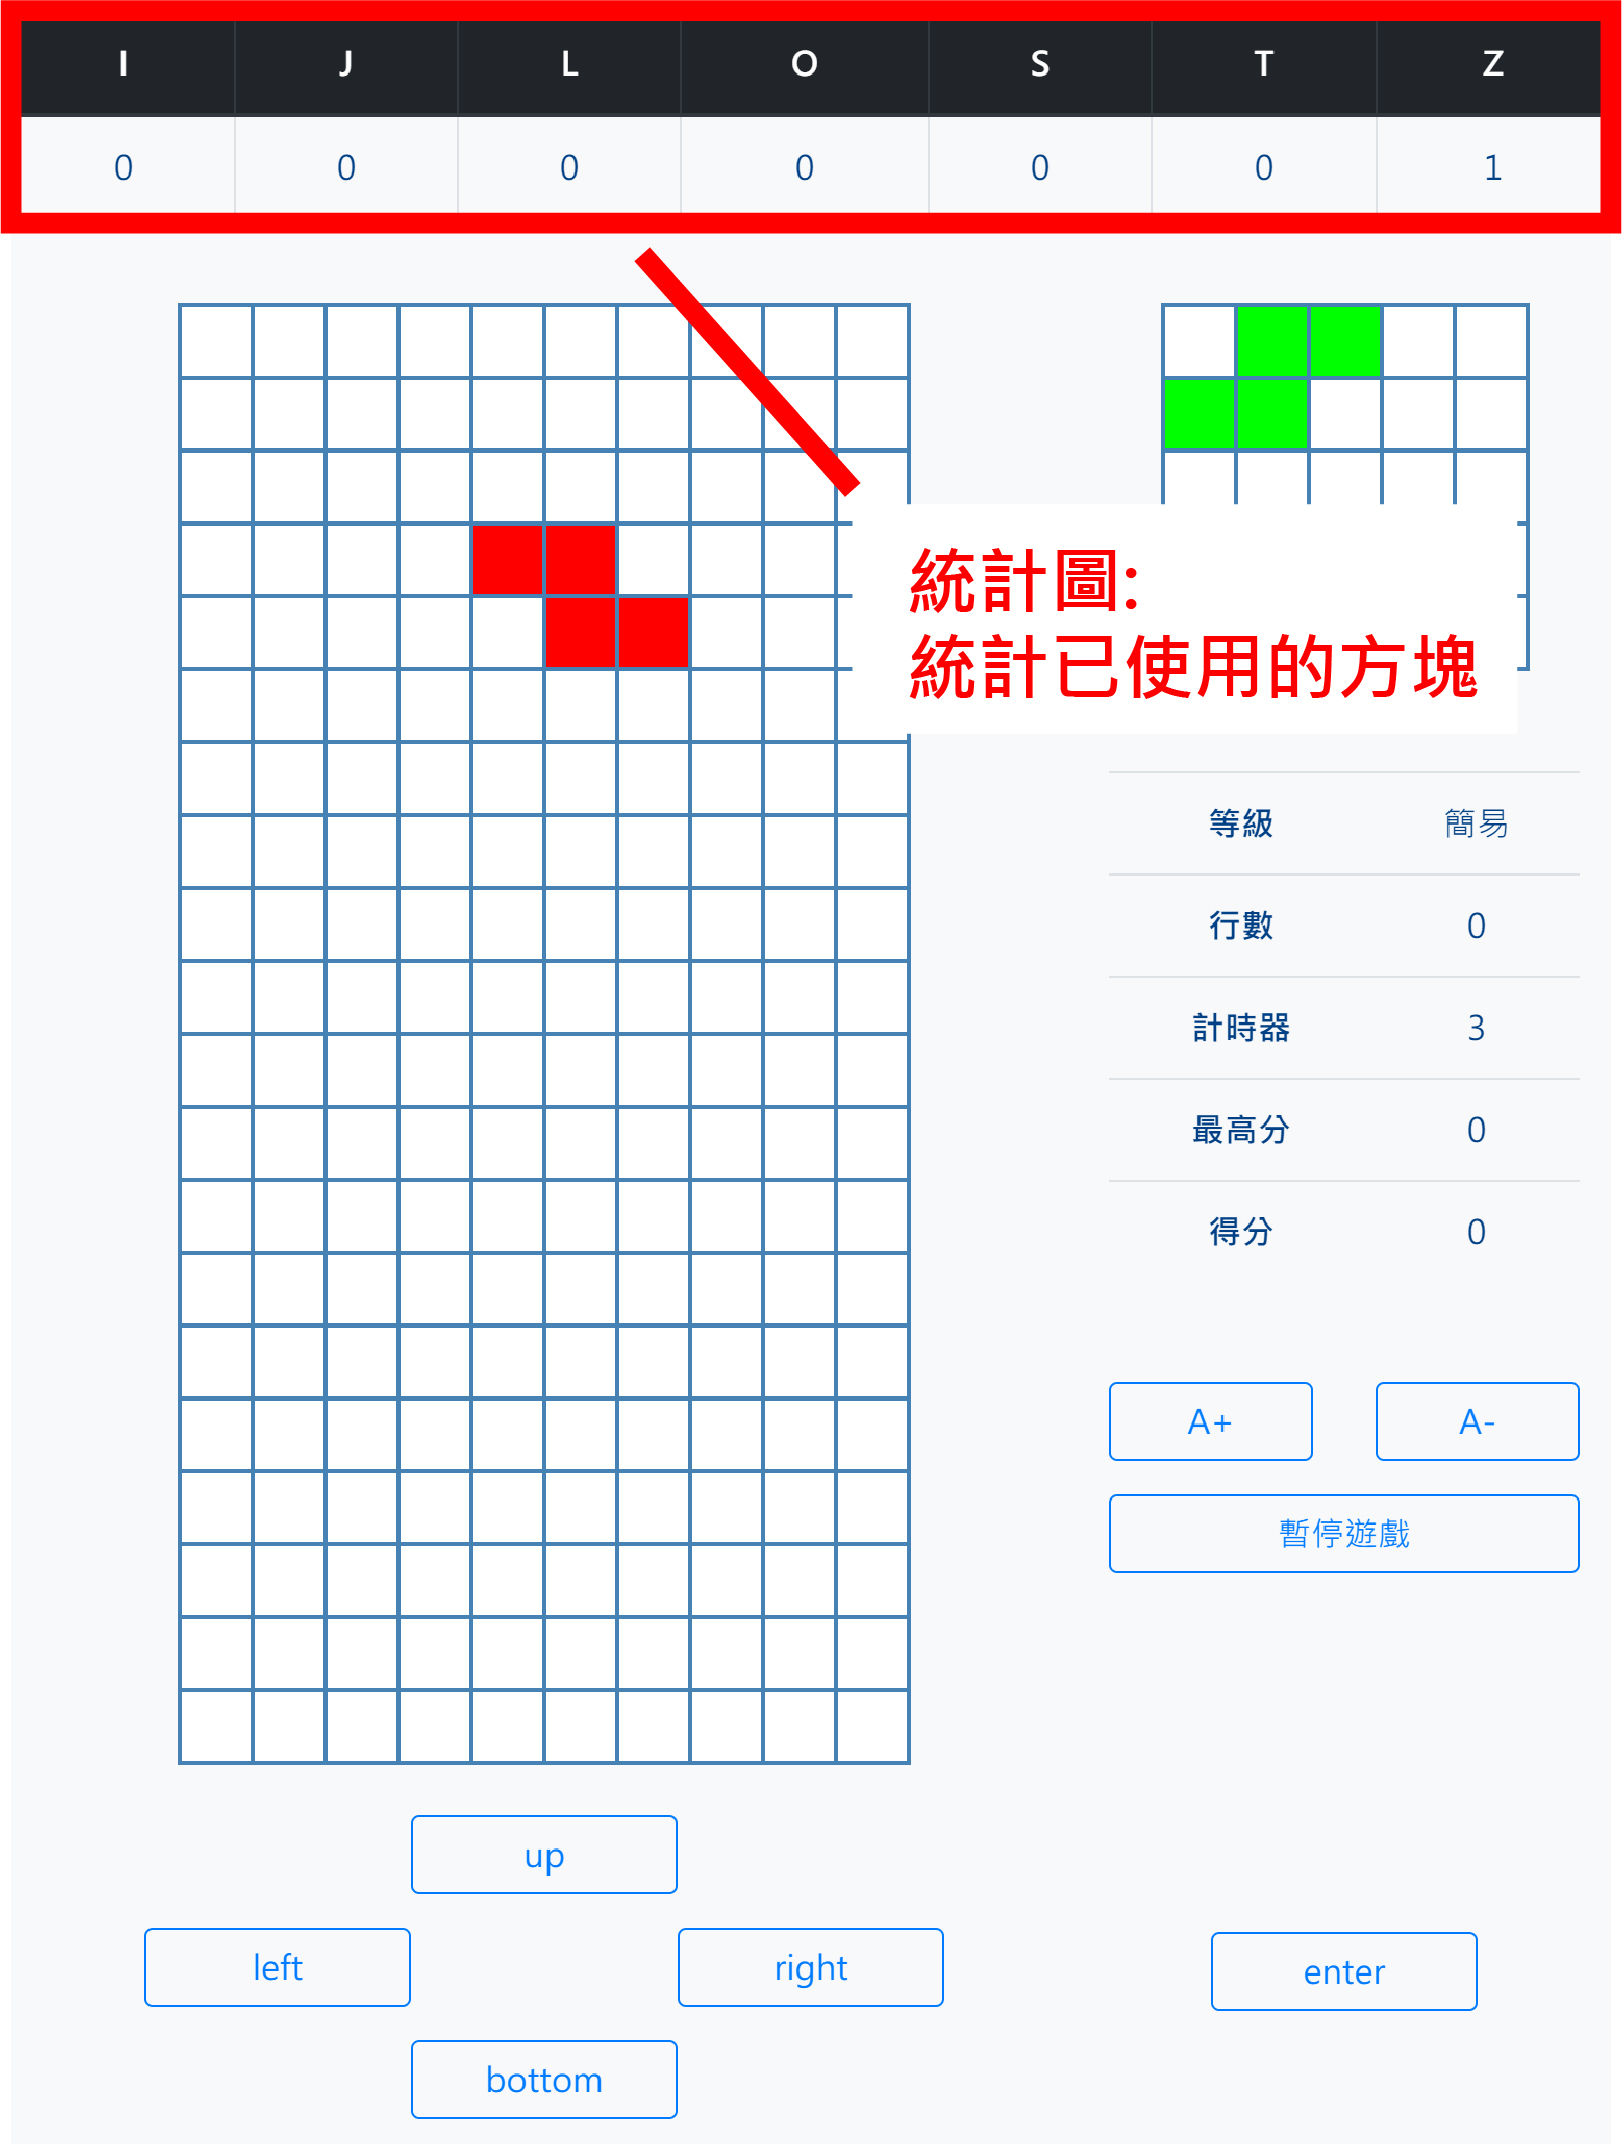 I J L O S T Z
0 0 0 0 0 0 1
統計圖:
統計已使用的方塊
等級 簡易
行數 0
計時器 3
最高分 0
得分 0
A+ A-
暫停遊戲
up
left right enter
bottom